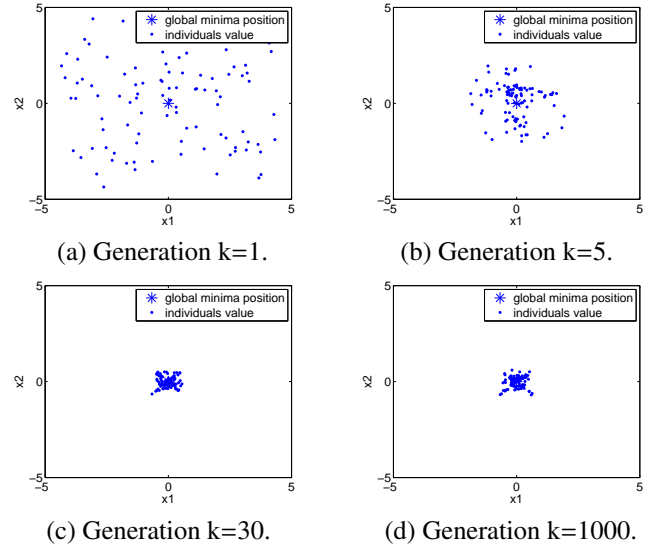 5
global minima position
individuals value
x2
0
−5
−5
0
5
x1
(a) Generation k=1.
5
global minima position
individuals value
x2
0
−5
−5
0
5
x1
(b) Generation k=5.
5
global minima position
individuals value
x2
0
−5
−5
0
5
x1
(c) Generation k=30.
5
global minima position
individuals value
x2
0
−5
−5
0
5
x1
(d) Generation k=1000.